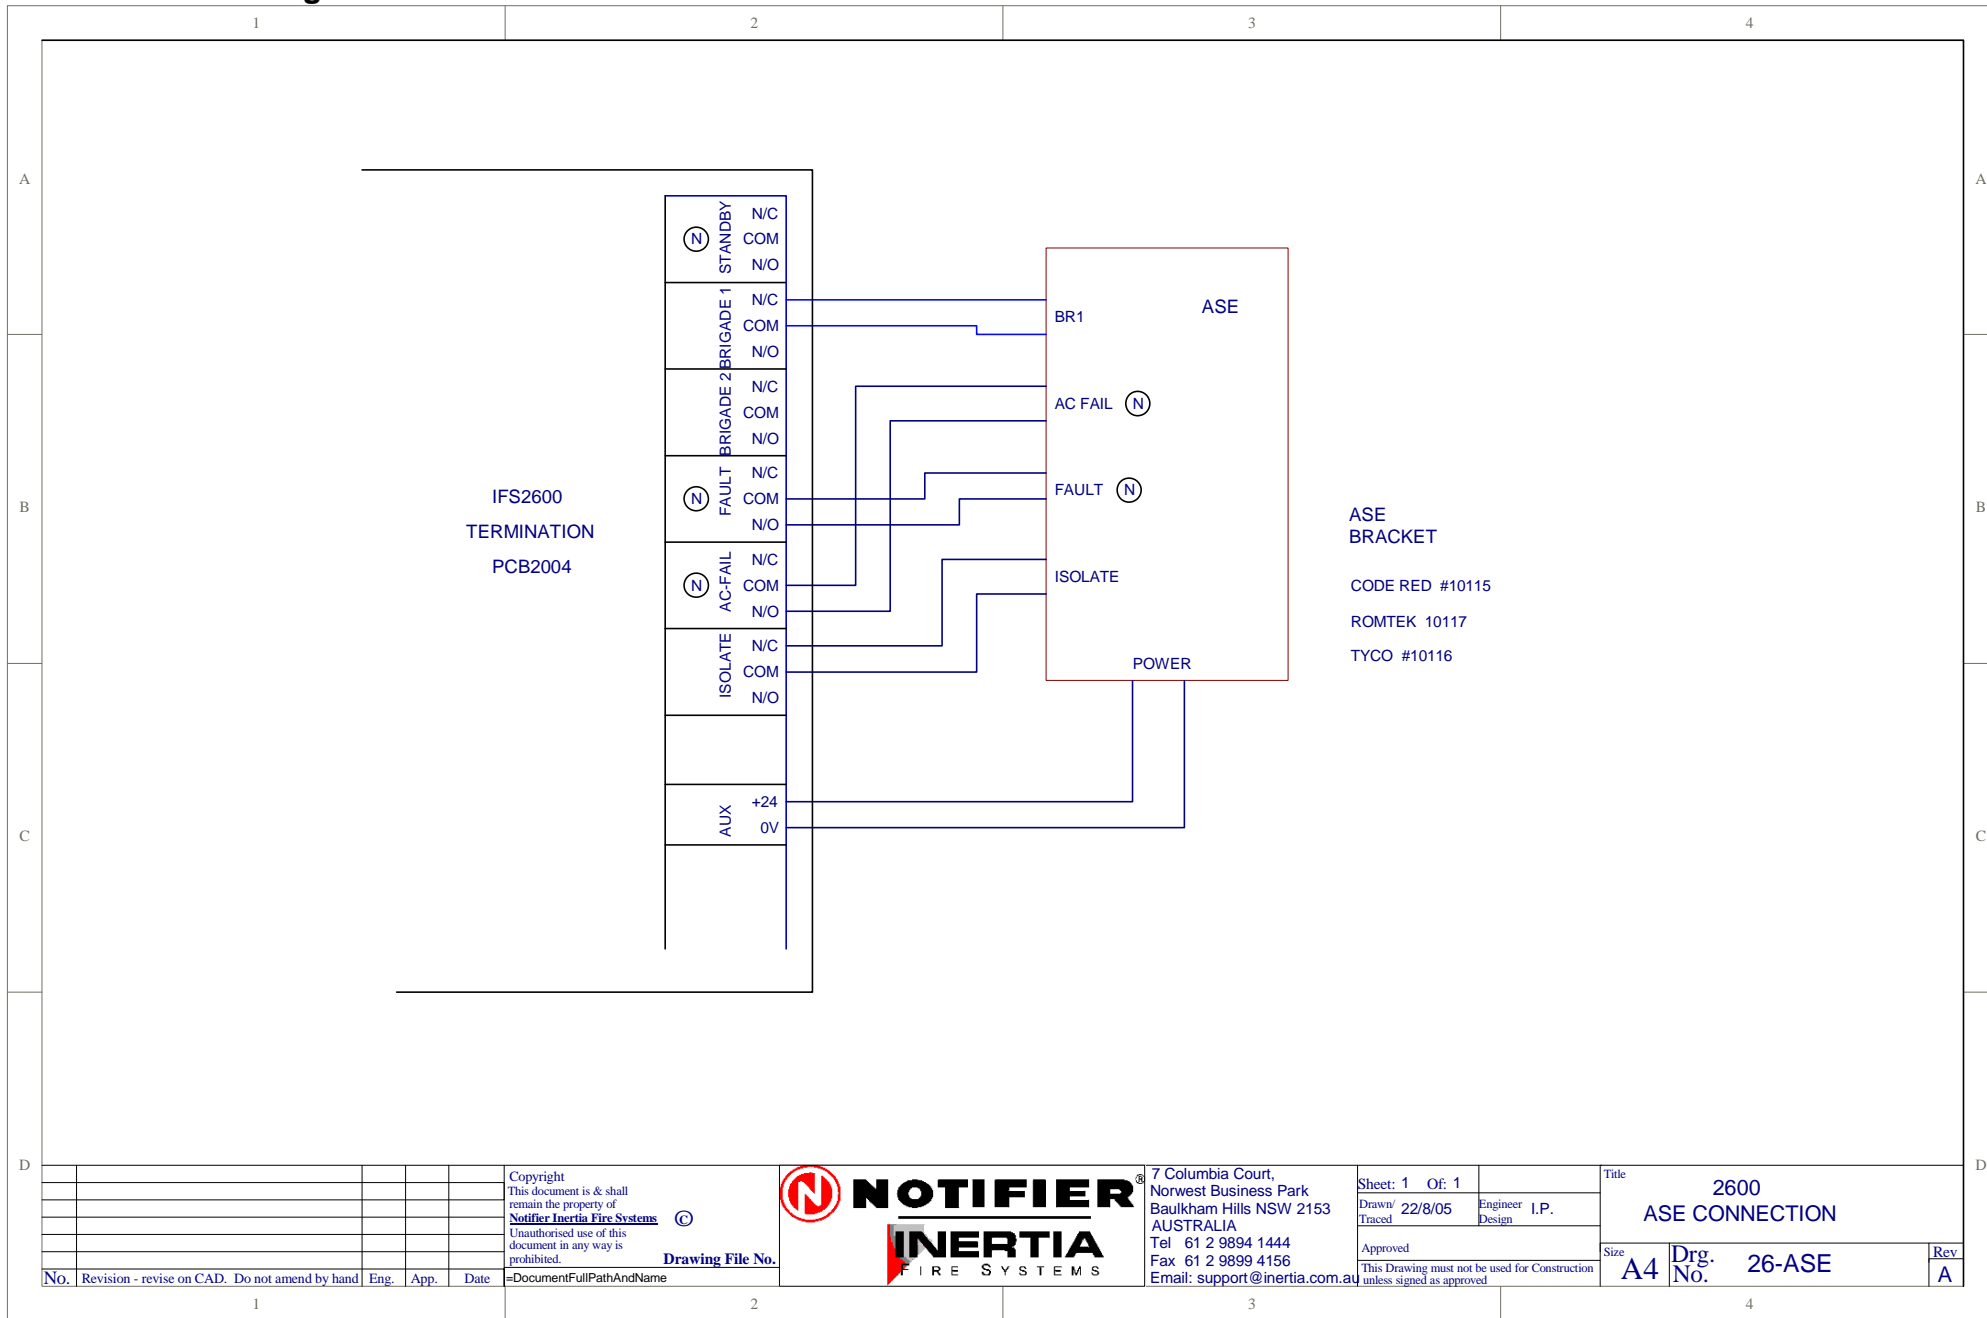 1 2 3 4
A A
B B
C C
D D
STANDBY
N
N/C
COM
N/O
BRIGADE 1
N/C
COM
N/O
BRIGADE 2
N/C
COM
N/O
FAULT
N
N/C
COM
N/O
AC-FAIL
N
N/C
COM
N/O
ISOLATE
N/C
COM
N/O
AUX
+24
0V
IFS2600
TERMINATION
PCB2004
ASE
BR1
AC FAIL N
FAULT N
ISOLATE
POWER
ASE
BRACKET
CODE RED #10115
ROMTEK 10117
TYCO #10116
No. Revision - revise on CAD. Do not amend by hand Eng. App. Date
Copyright
This document is & shall
remain the property of
Notifier Inertia Fire Systems ©
Unauthorised use of this
document in any way is
prohibited. Drawing File No.
=DocumentFullPathAndName
N NOTIFIER®
INERTIA
FIRE SYSTEMS
7 Columbia Court,
Norwest Business Park
Baulkham Hills NSW 2153
AUSTRALIA
Tel 61 2 9894 1444
Fax 61 2 9899 4156
Email: support@inertia.com.au
Sheet: 1 Of: 1
Drawn/
Traced 22/8/05
Engineer
Design I.P.
Approved
This Drawing must not be used for Construction
unless signed as approved
Title
2600
ASE CONNECTION
Size A4
Drg.
No. 26-ASE
Rev
A
1 2 3 4